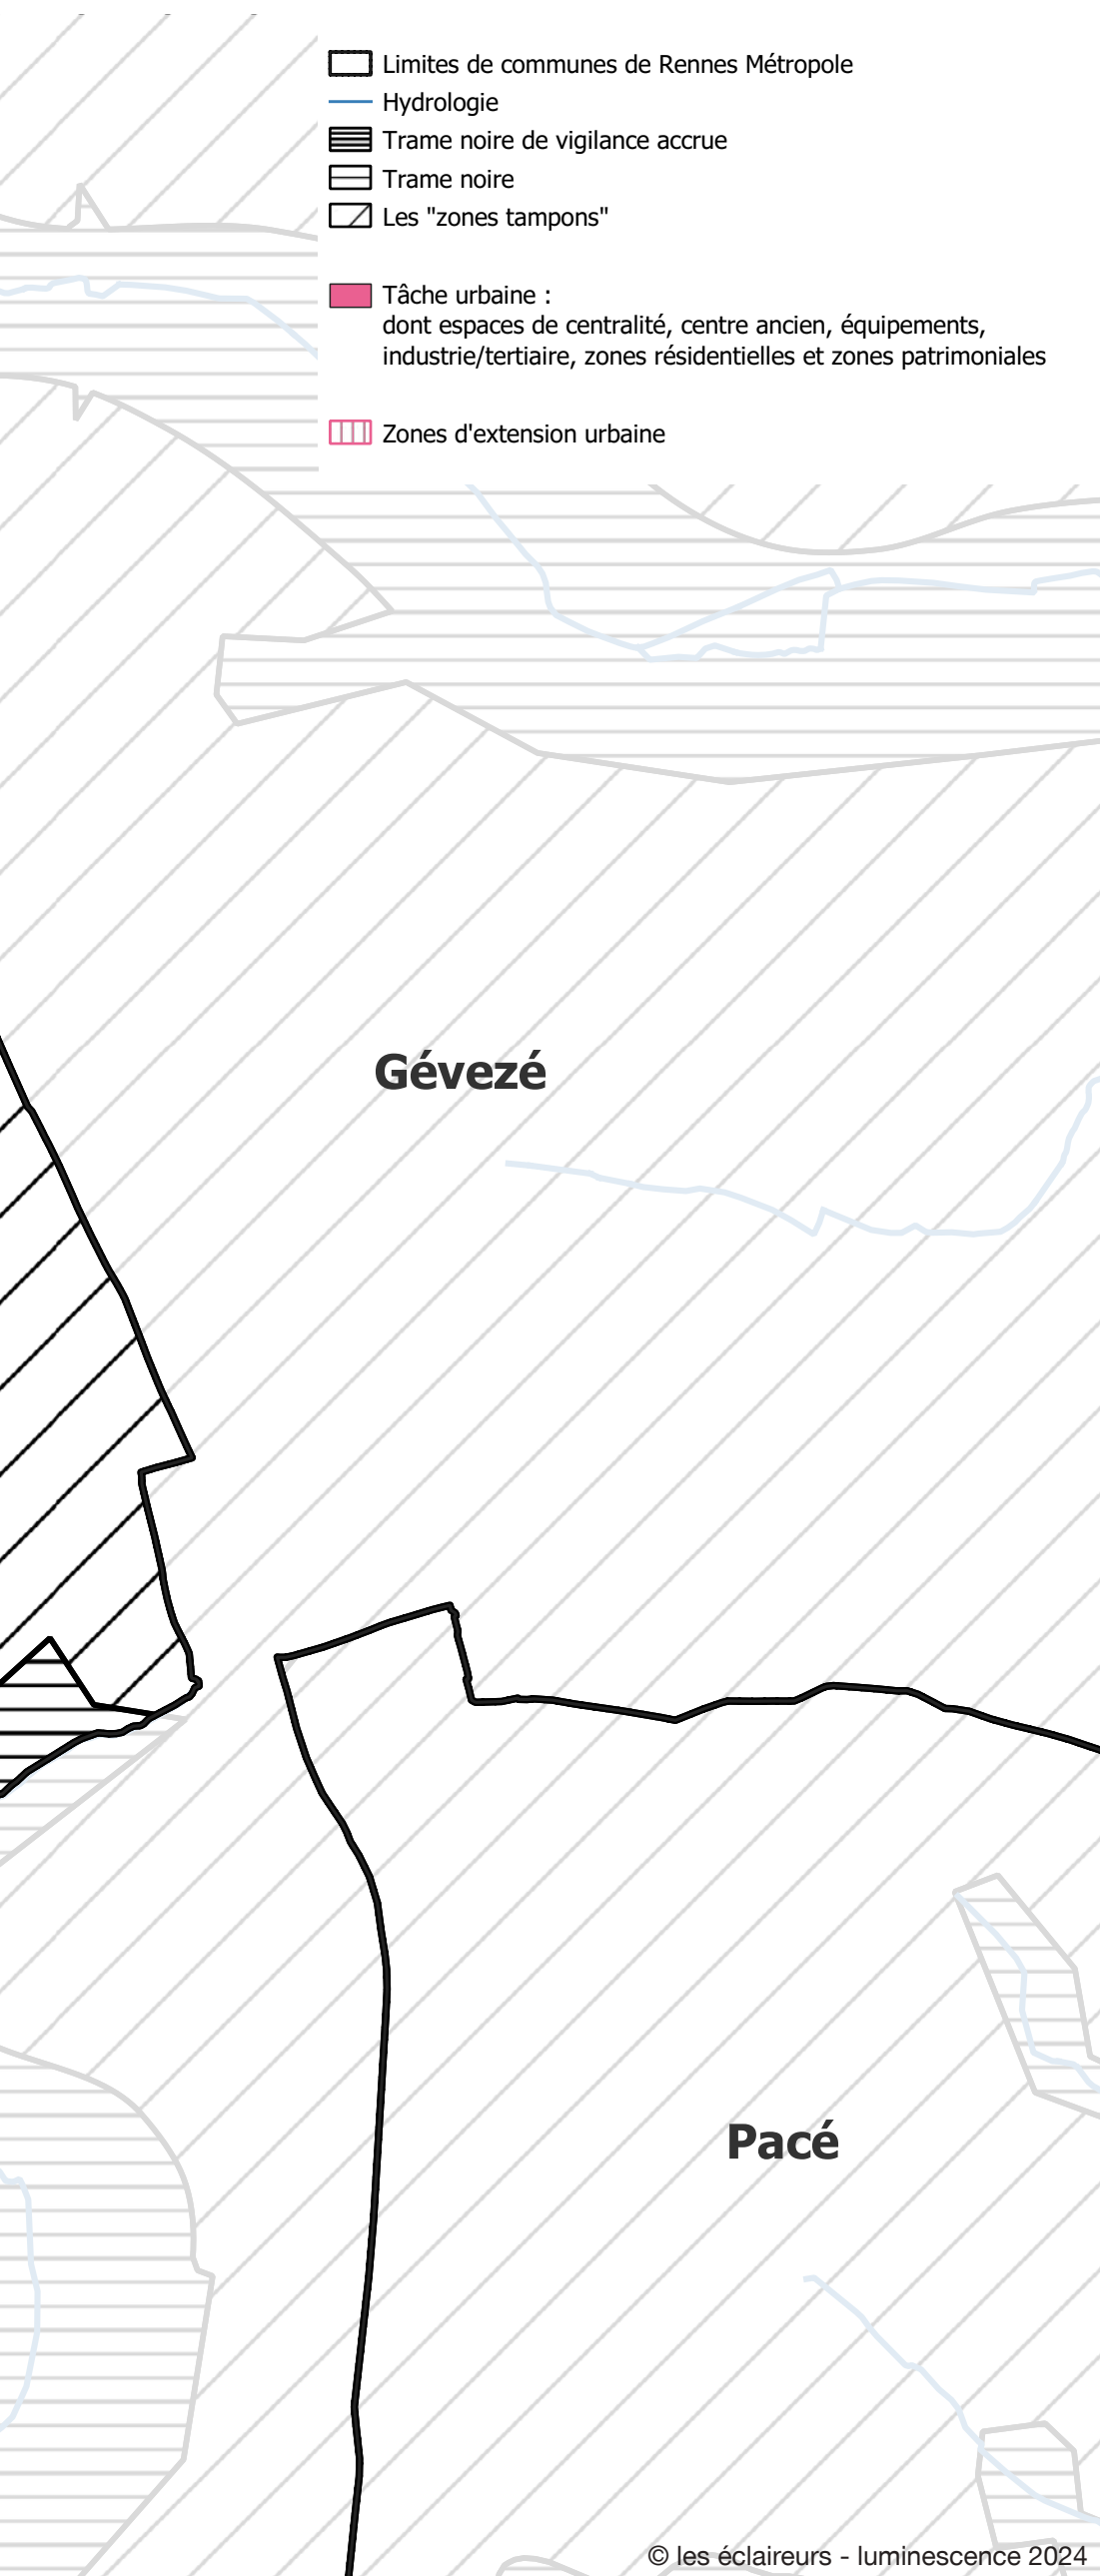 Limites de communes de Rennes Métropole
Hydrologie
Trame noire de vigilance accrue
Trame noire
Les "zones tampons"
Tâche urbaine :
dont espaces de centralité, centre ancien, équipements,
industrie/tertiaire, zones résidentielles et zones patrimoniales
Zones d'extension urbaine
Gévezé
Pacé
© les éclaireurs - luminescence 2024